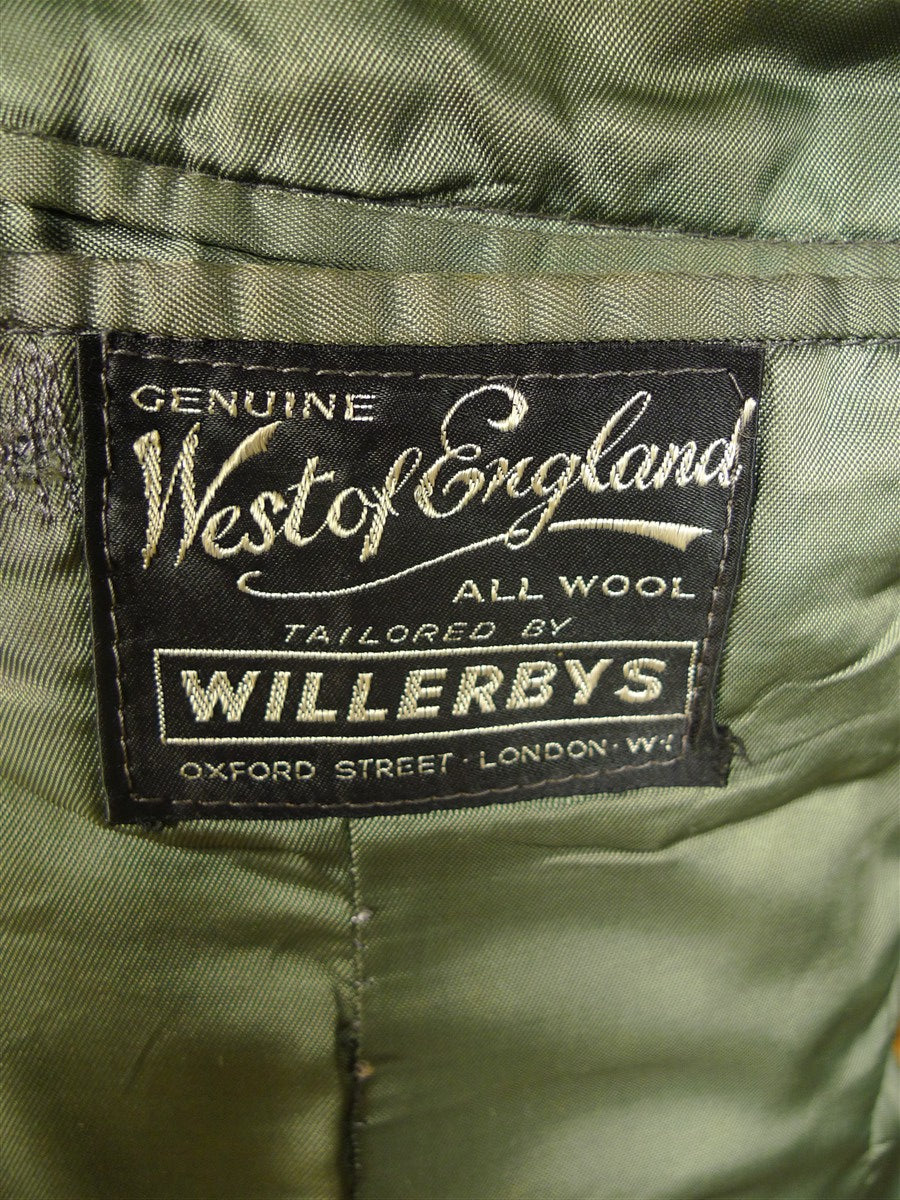 GENUINE
West of England
ALL WOOL
TAILORED BY
WILLERBYS
OXFORD STREET · LONDON · W1